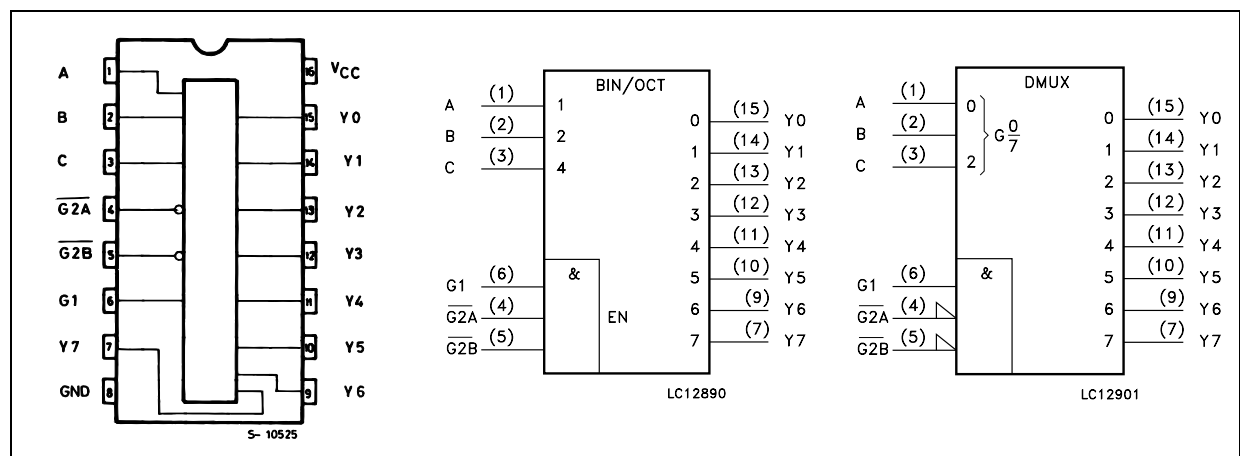 A 1 16 VCC
B 2 15 Y0
C 3 14 Y1
G2A 4 13 Y2
G2B 5 12 Y3
G1 6 11 Y4
Y7 7 10 Y5
GND 8 9 Y6
S- 10525
BIN/OCT
A (1) 1
B (2) 2
C (3) 4
0 (15) Y0
1 (14) Y1
2 (13) Y2
3 (12) Y3
4 (11) Y4
5 (10) Y5
6 (9) Y6
7 (7) Y7
&
G1 (6)
G2A (4) EN
G2B (5)
LC12890
DMUX
A (1) 0
B (2) G 0/7
C (3) 2
0 (15) Y0
1 (14) Y1
2 (13) Y2
3 (12) Y3
4 (11) Y4
5 (10) Y5
6 (9) Y6
7 (7) Y7
&
G1 (6)
G2A (4)
G2B (5)
LC12901